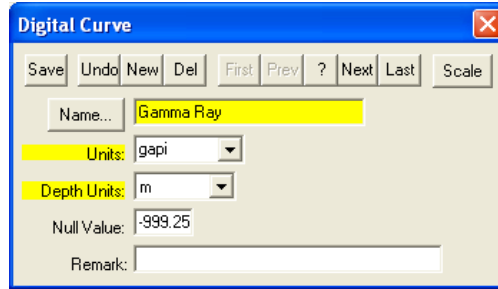 Digital Curve
Save Undo New Del First Prev ? Next Last Scale
Name... Gamma Ray
Units: gapi
Depth Units: m
Null Value: -999.25
Remark: